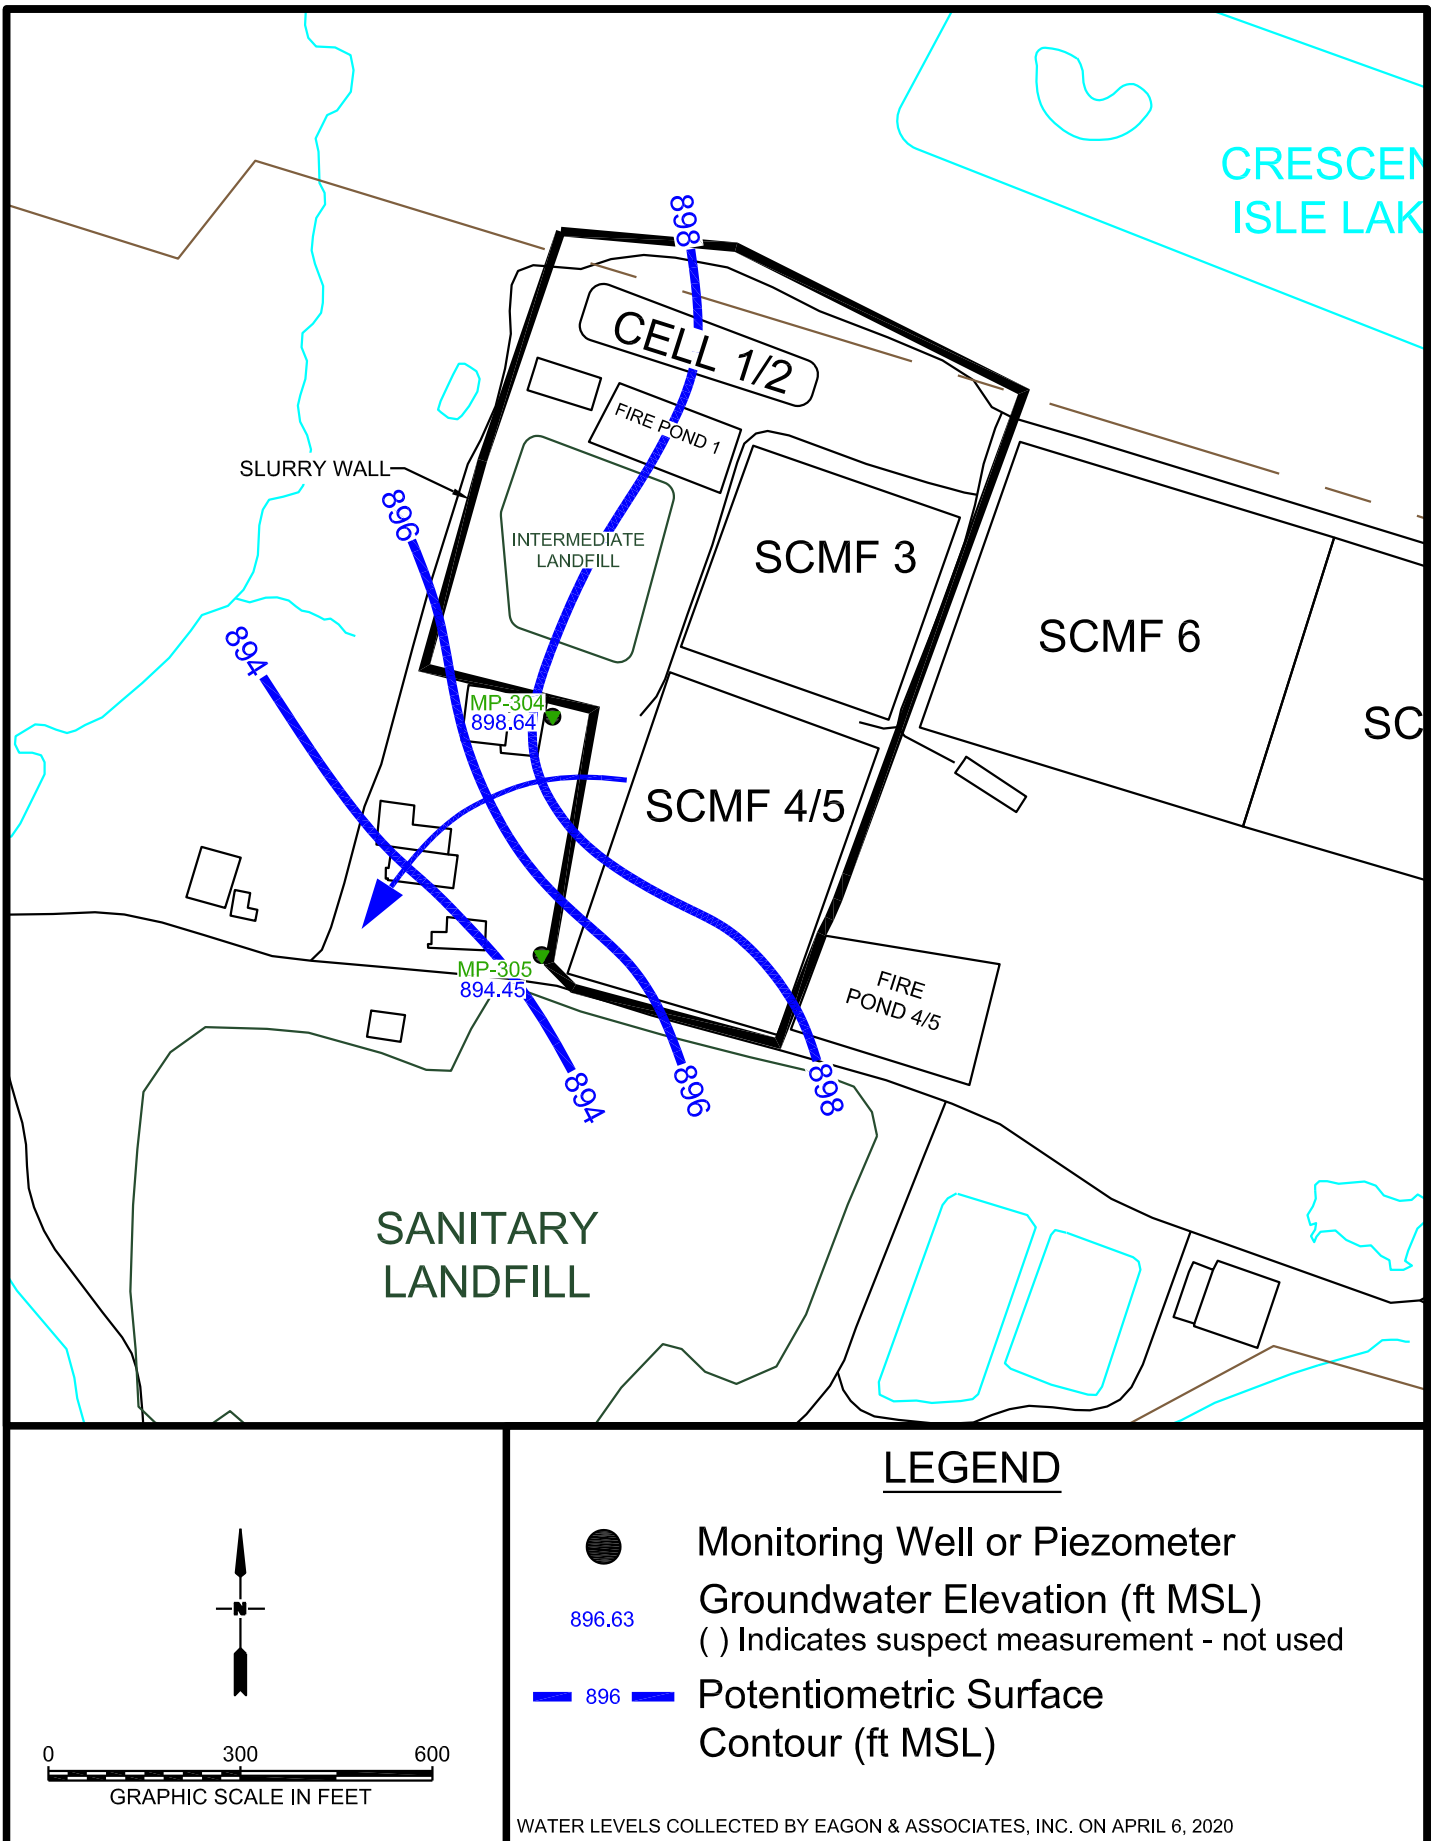 CRESCEN
ISLE LAK
898
CELL 1/2
FIRE POND 1
SLURRY WALL
896
INTERMEDIATE
LANDFILL
SCMF 3
SCMF 6
894
MP-304
898.64
SC
SCMF 4/5
MP-305
894.45
FIRE
POND 4/5
894
896
898
SANITARY
LANDFILL
LEGEND
Monitoring Well or Piezometer
896.63
Groundwater Elevation (ft MSL)
( ) Indicates suspect measurement - not used
896
Potentiometric Surface
Contour (ft MSL)
N
0 300 600
GRAPHIC SCALE IN FEET
WATER LEVELS COLLECTED BY EAGON & ASSOCIATES, INC. ON APRIL 6, 2020